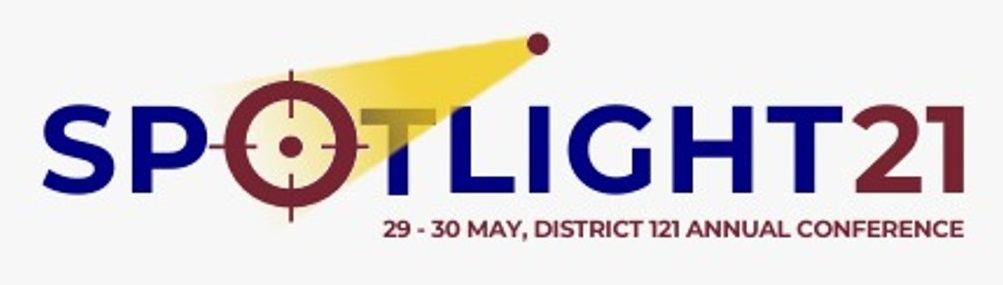 SPOTLIGHT21
29 - 30 MAY, DISTRICT 121 ANNUAL CONFERENCE